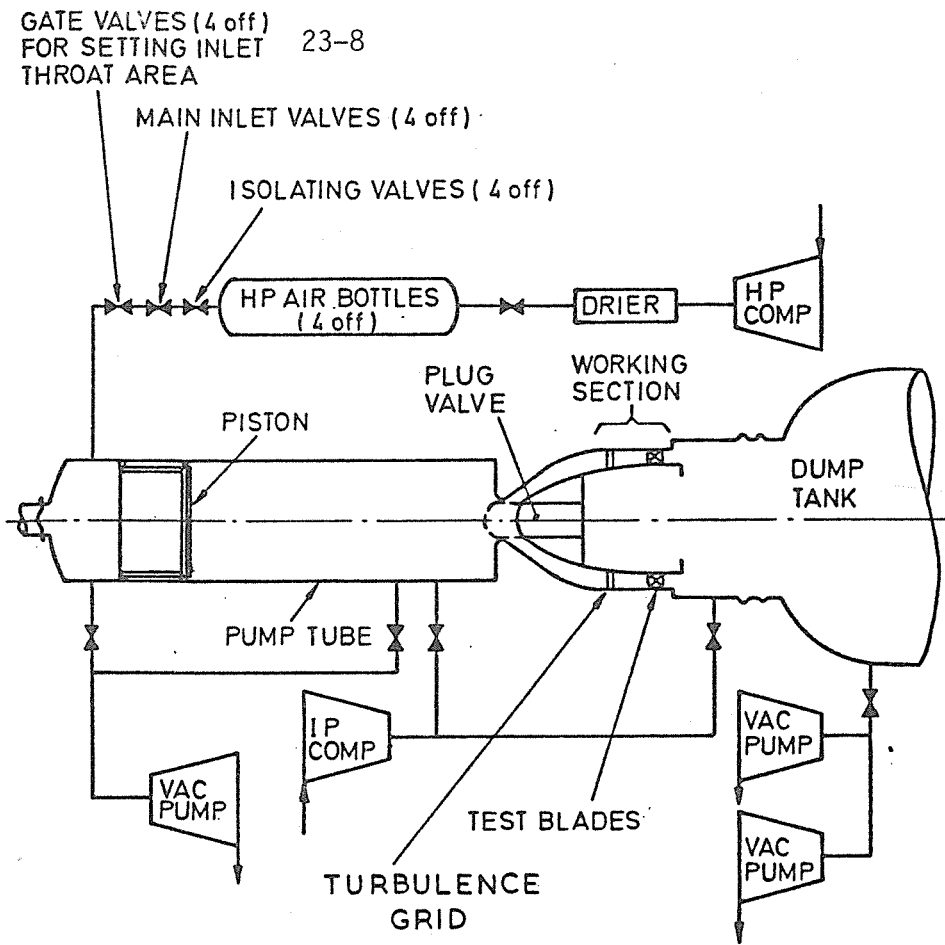 GATE VALVES (4 off)
FOR SETTING INLET
THROAT AREA
23-8
MAIN INLET VALVES (4 off)
ISOLATING VALVES (4 off)
HP AIR BOTTLES
(4 off)
DRIER
HP
COMP
PLUG
VALVE
WORKING
SECTION
PISTON
DUMP
TANK
PUMP TUBE
IP
COMP
VAC
PUMP
VAC
PUMP
TEST BLADES
VAC
PUMP
TURBULENCE
GRID